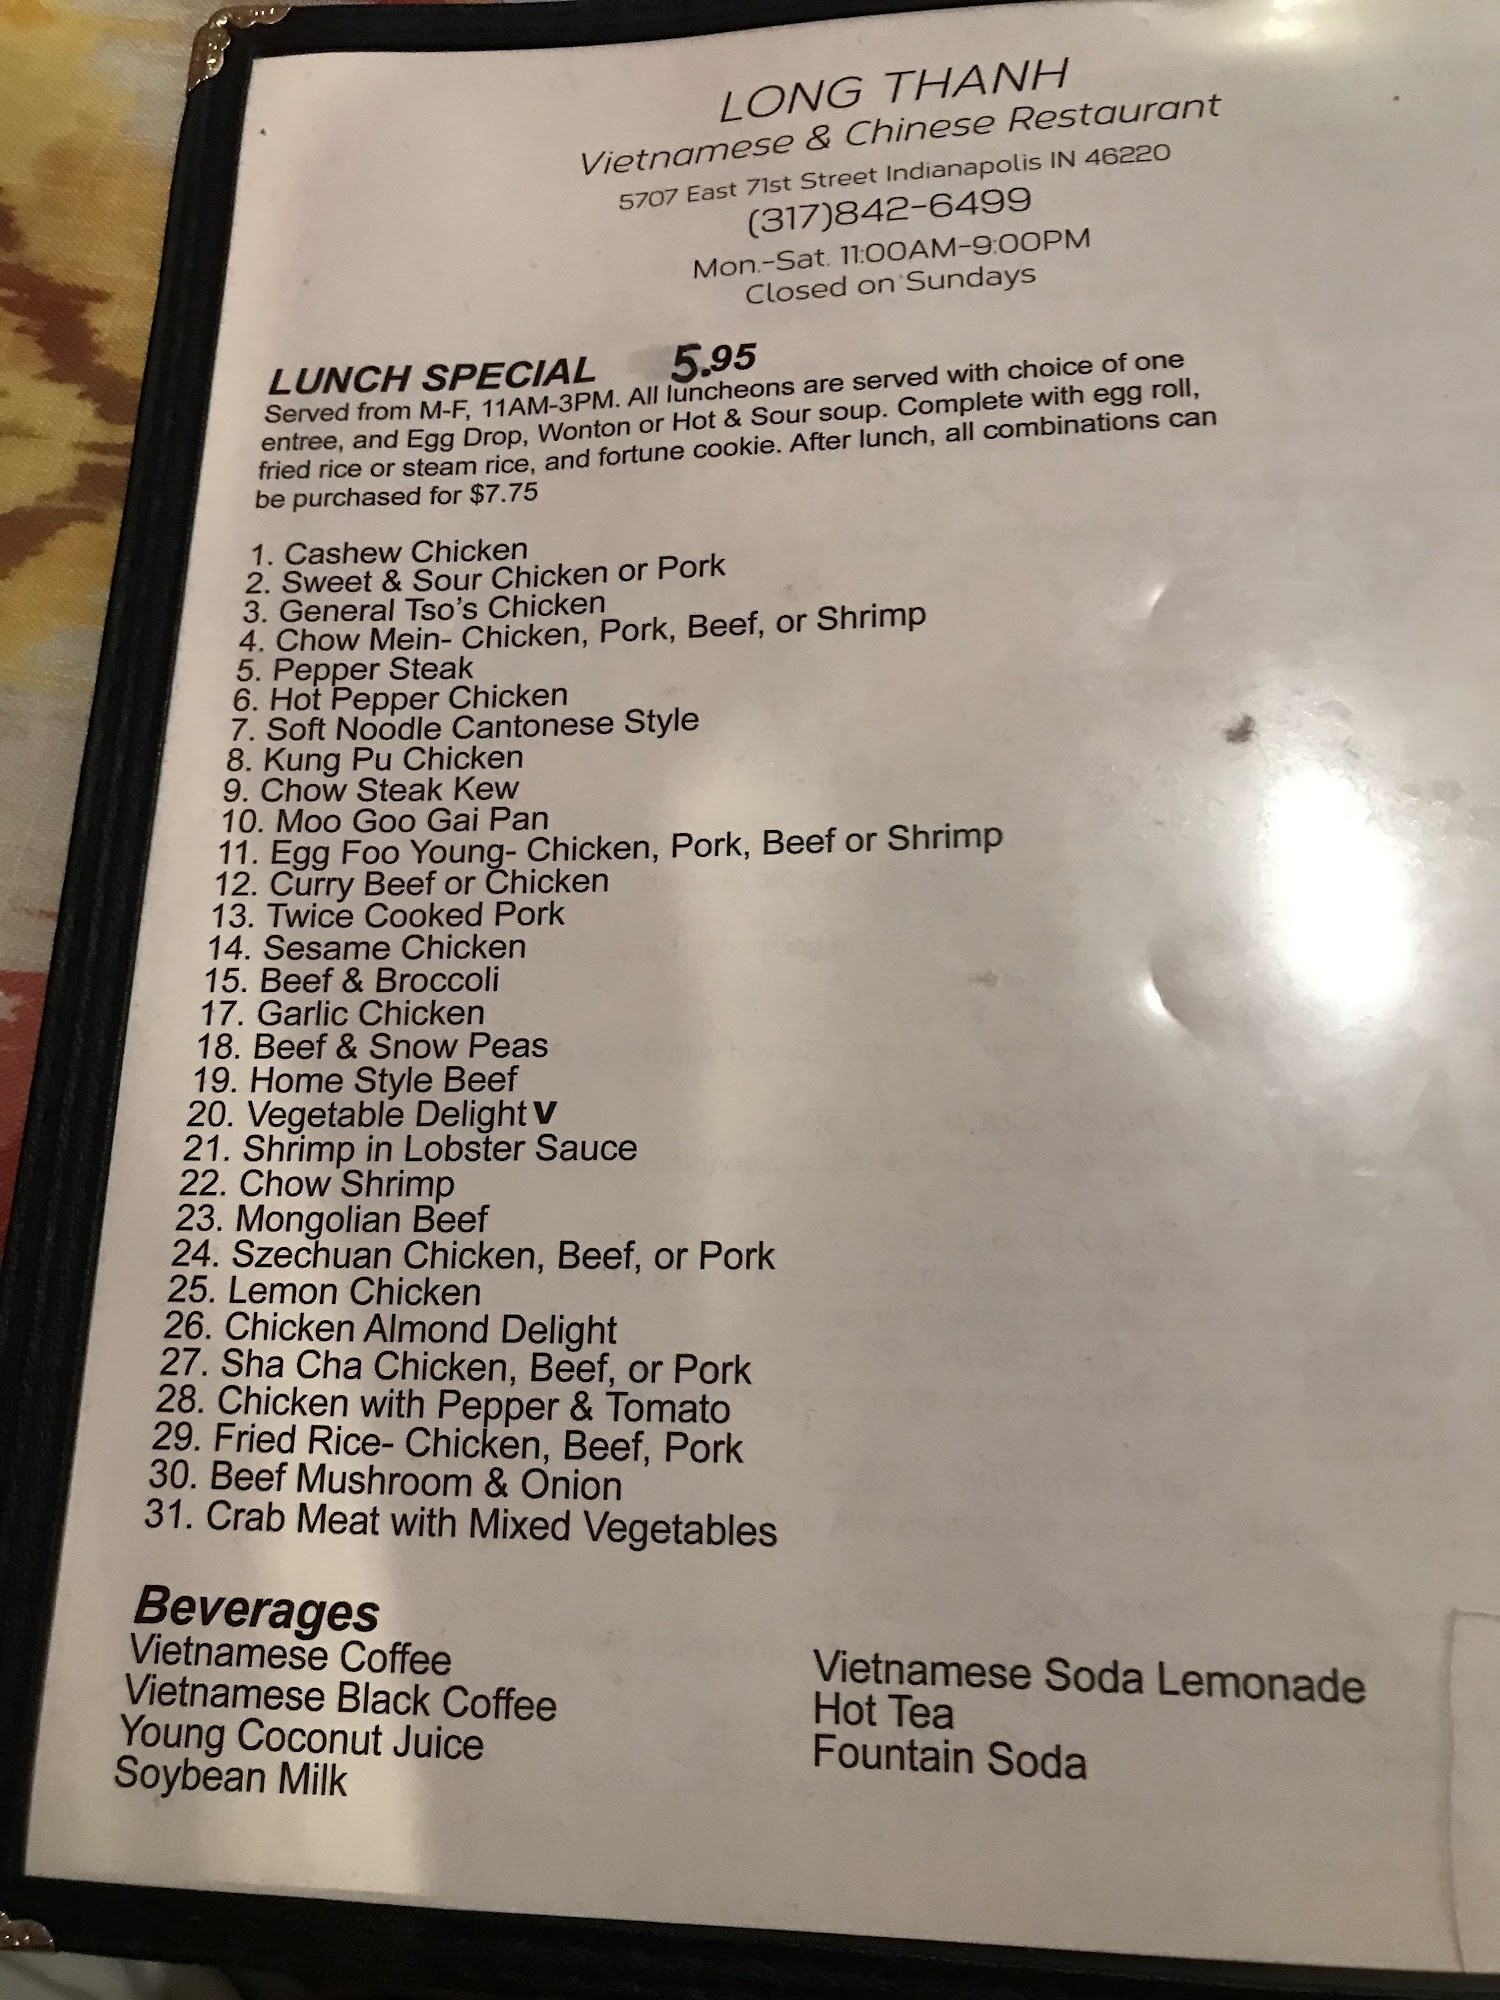 LONG THANH
Vietnamese & Chinese Restaurant
5707 East 71st Street Indianapolis IN 46220
(317)842-6499
Mon.-Sat. 11:00AM-9:00PM
Closed on Sundays
LUNCH SPECIAL 5.95
Served from M-F, 11AM-3PM. All luncheons are served with choice of one
entree, and Egg Drop, Wonton or Hot & Sour soup. Complete with egg roll,
fried rice or steam rice, and fortune cookie. After lunch, all combinations can
be purchased for $7.75
1. Cashew Chicken
2. Sweet & Sour Chicken or Pork
3. General Tso's Chicken
4. Chow Mein- Chicken, Pork, Beef, or Shrimp
5. Pepper Steak
6. Hot Pepper Chicken
7. Soft Noodle Cantonese Style
8. Kung Pu Chicken
9. Chow Steak Kew
10. Moo Goo Gai Pan
11. Egg Foo Young- Chicken, Pork, Beef or Shrimp
12. Curry Beef or Chicken
13. Twice Cooked Pork
14. Sesame Chicken
15. Beef & Broccoli
17. Garlic Chicken
18. Beef & Snow Peas
19. Home Style Beef
20. Vegetable Delight V
21. Shrimp in Lobster Sauce
22. Chow Shrimp
23. Mongolian Beef
24. Szechuan Chicken, Beef, or Pork
25. Lemon Chicken
26. Chicken Almond Delight
27. Sha Cha Chicken, Beef, or Pork
28. Chicken with Pepper & Tomato
29. Fried Rice- Chicken, Beef, Pork
30. Beef Mushroom & Onion
31. Crab Meat with Mixed Vegetables
Beverages
Vietnamese Coffee
Vietnamese Black Coffee
Young Coconut Juice
Soybean Milk
Vietnamese Soda Lemonade
Hot Tea
Fountain Soda